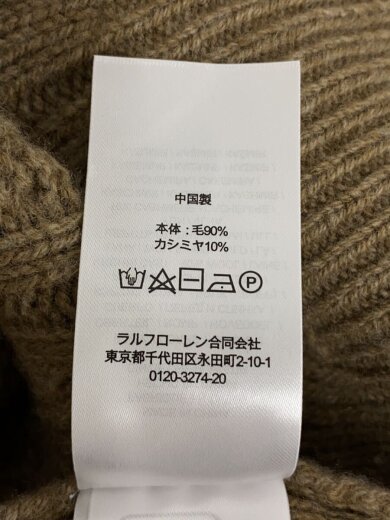 中国製
本体：毛90%
カシミヤ10%
P
ラルフローレン合同会社
東京都千代田区永田町2-10-1
0120-3274-20